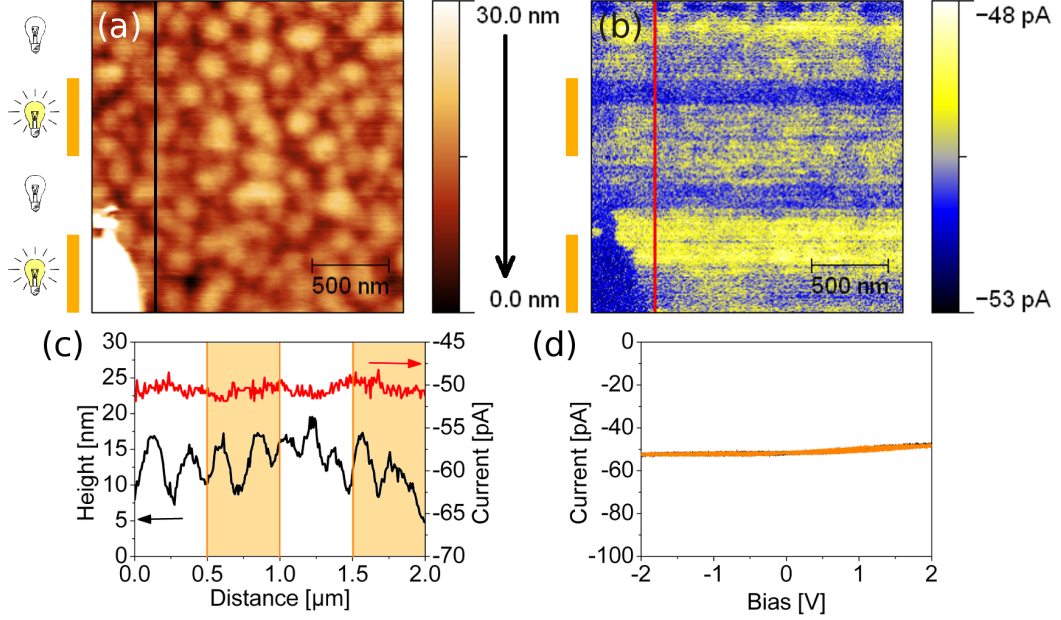 (a)
500 nm
30.0 nm
0.0 nm
(b)
500 nm
−48 pA
−53 pA
(c)
Height [nm]
30
25
20
15
10
5
0
0.0
0.5
1.0
1.5
2.0
Distance [µm]
-45
-50
-55
-60
-65
-70
Current [pA]
(d)
Current [pA]
0
-20
-40
-60
-80
-100
-2
-1
0
1
2
Bias [V]